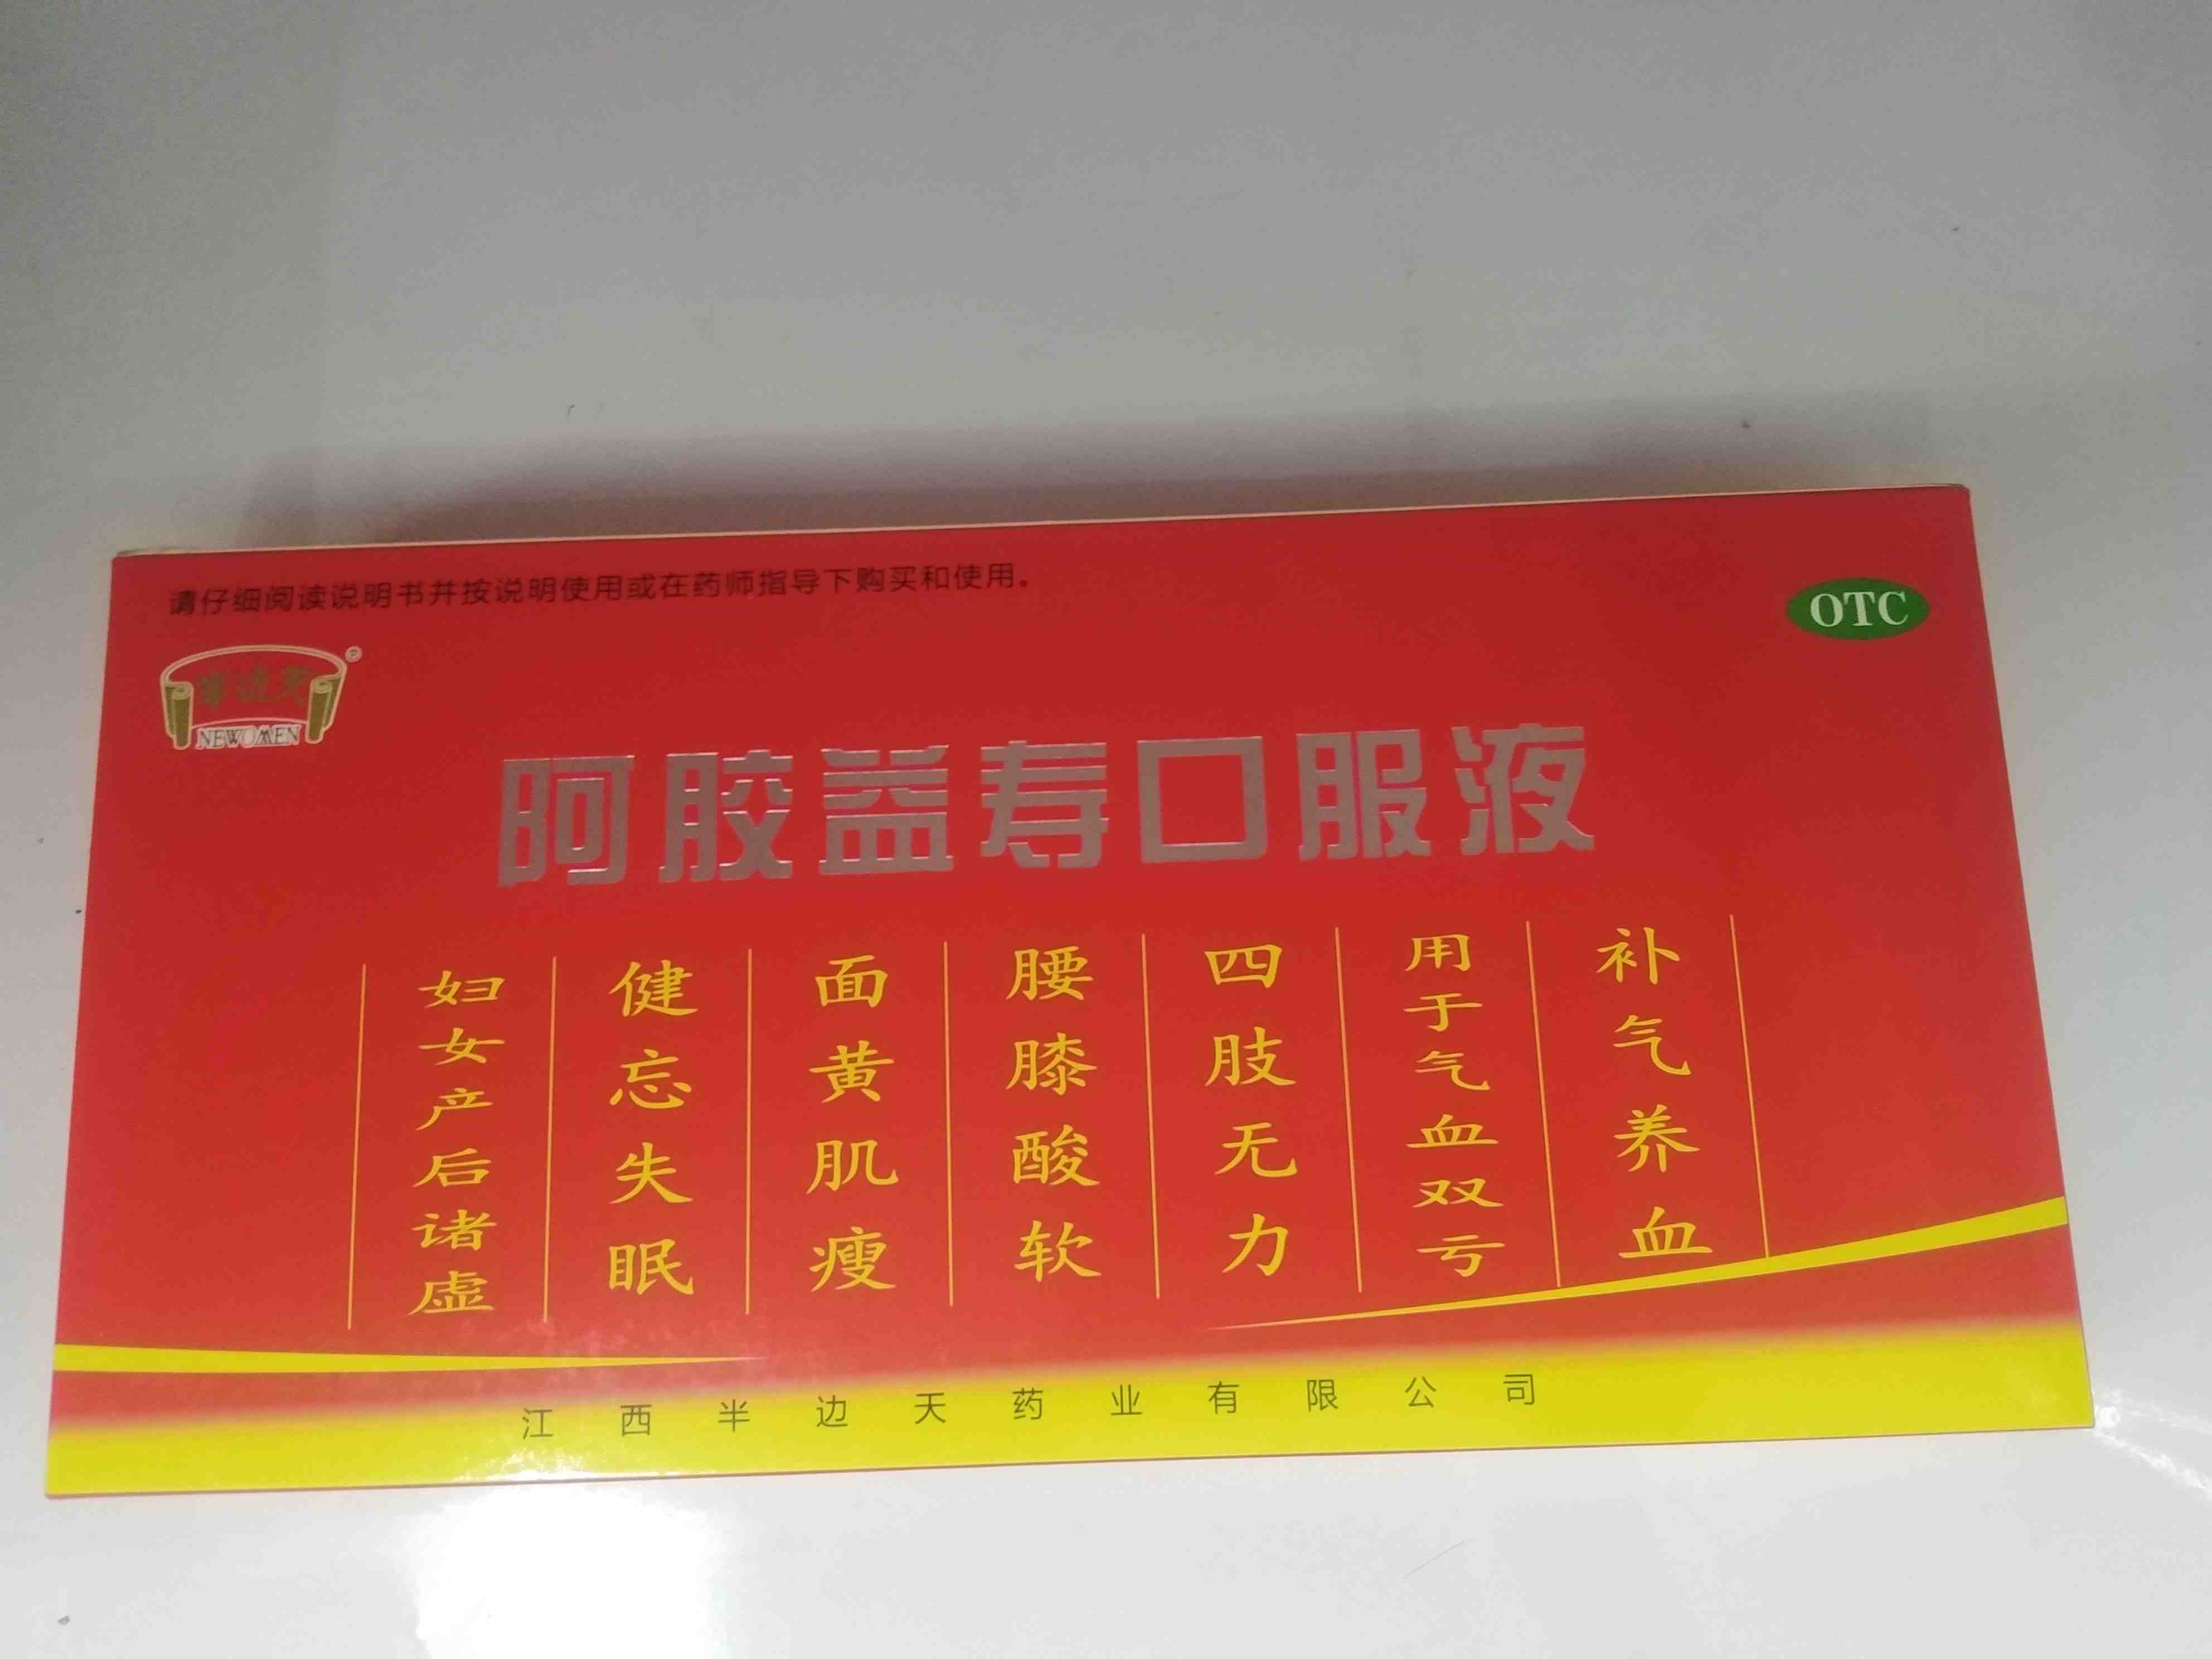 请仔细阅读说明书并按说明使用或在药师指导下购买和使用。
OTC
半边天
NEWOMEN
阿胶益寿口服液
补气养血
用于气血双亏
四肢无力
腰膝酸软
面黄肌瘦
健忘失眠
妇女产后诸虚
江西半边天药业有限公司